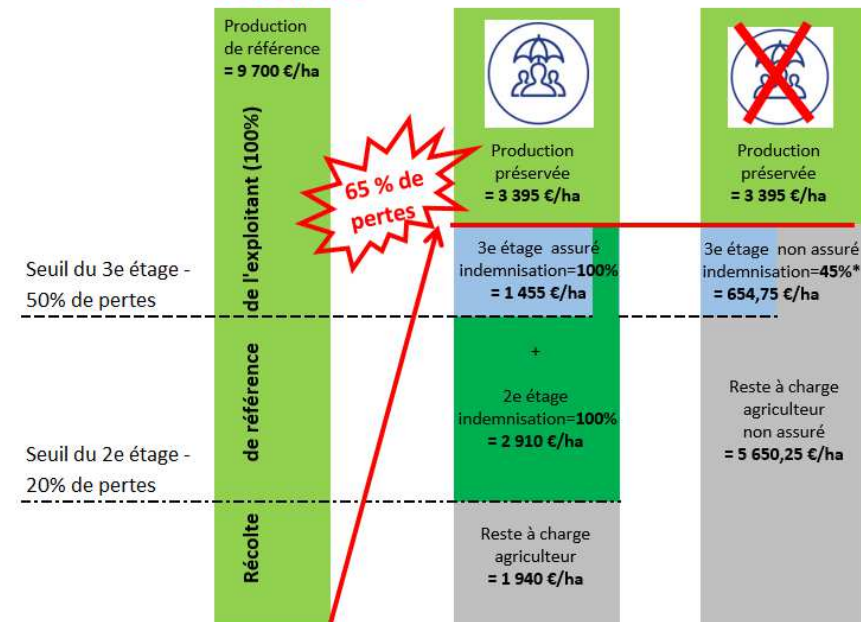 Production
de référence
= 9 700 €/ha
Récolte de référence de l'exploitant (100%)
65 % de
pertes
Seuil du 3e étage -
50% de pertes
Seuil du 2e étage -
20% de pertes
Production
préservée
= 3 395 €/ha
3e étage assuré
indemnisation=100%
= 1 455 €/ha
+
2e étage
indemnisation=100%
= 2 910 €/ha
Reste à charge
agriculteur
= 1 940 €/ha
Production
préservée
= 3 395 €/ha
3e étage non assuré
indemnisation=45%*
= 654,75 €/ha
Reste à charge
agriculteur
non assuré
= 5 650,25 €/ha